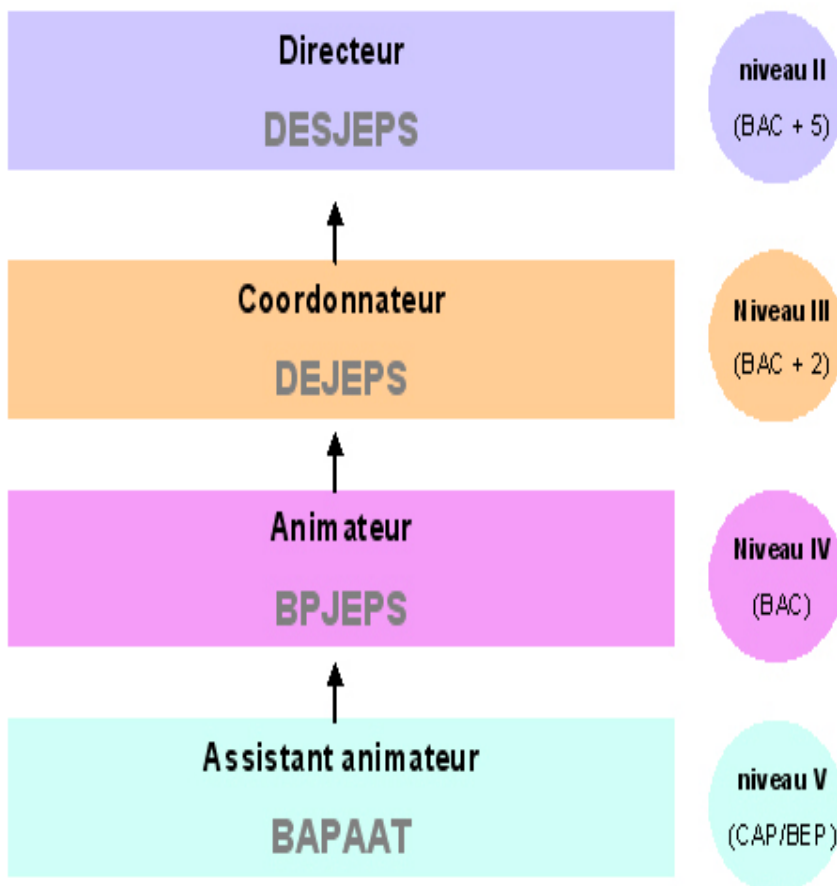 Directeur
DESJEPS
niveau II
(BAC + 5)
Coordonnateur
DEJEPS
Niveau III
(BAC + 2)
Animateur
BPJEPS
Niveau IV
(BAC)
Assistant animateur
BAPAAT
niveau V
(CAP/BEP)